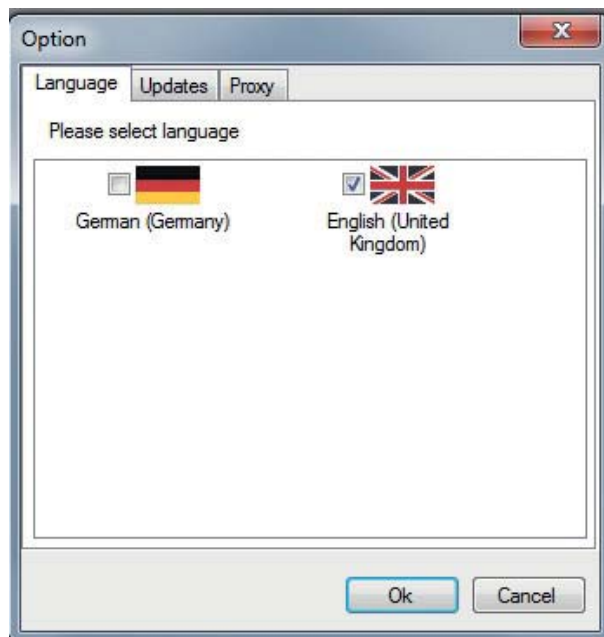 Option
Language Updates Proxy
Please select language
German (Germany) English (United
Kingdom)
Ok Cancel